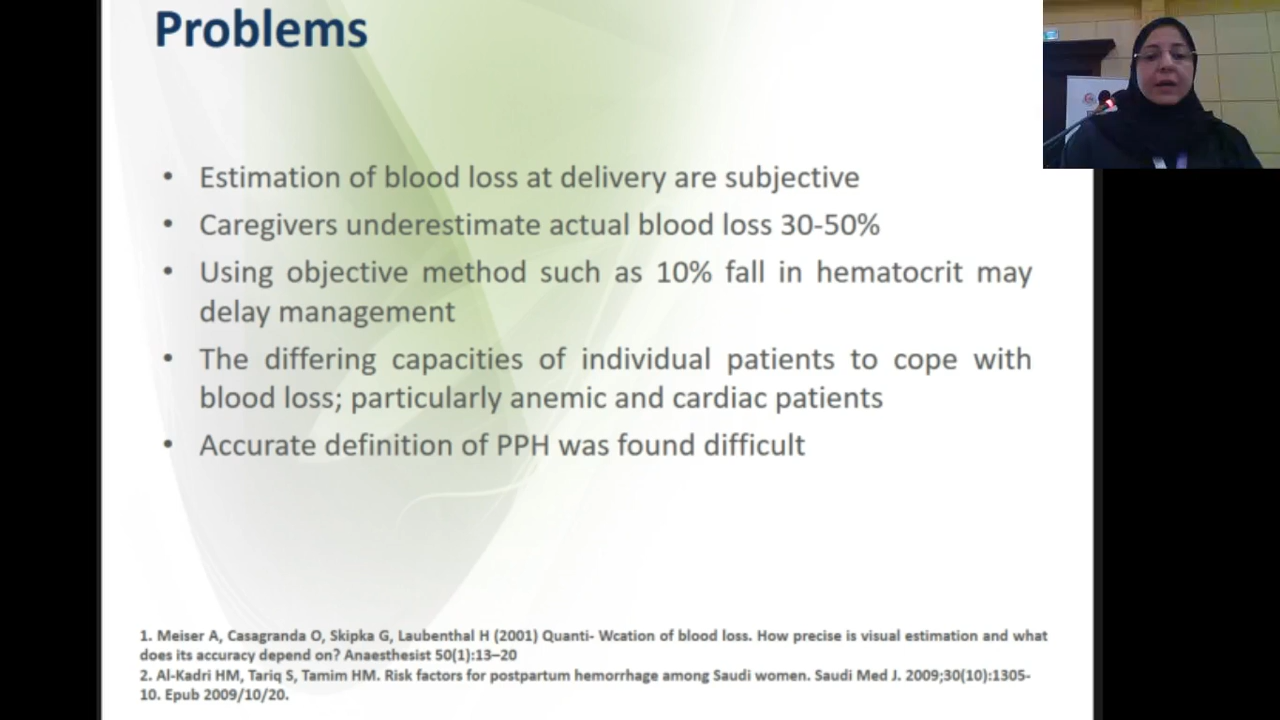 Problems
• Estimation of blood loss at delivery are subjective
• Caregivers underestimate actual blood loss 30-50%
• Using objective method such as 10% fall in hematocrit may
delay management
• The differing capacities of individual patients to cope with
blood loss; particularly anemic and cardiac patients
• Accurate definition of PPH was found difficult
1. Meiser A, Casagranda O, Skipka G, Laubenthal H (2001) Quanti- Wcation of blood loss. How precise is visual estimation and what
does its accuracy depend on? Anaesthesist 50(1):13–20
2. Al-Kadri HM, Tariq S, Tamim HM. Risk factors for postpartum hemorrhage among Saudi women. Saudi Med J. 2009;30(10):1305-
10. Epub 2009/10/20.